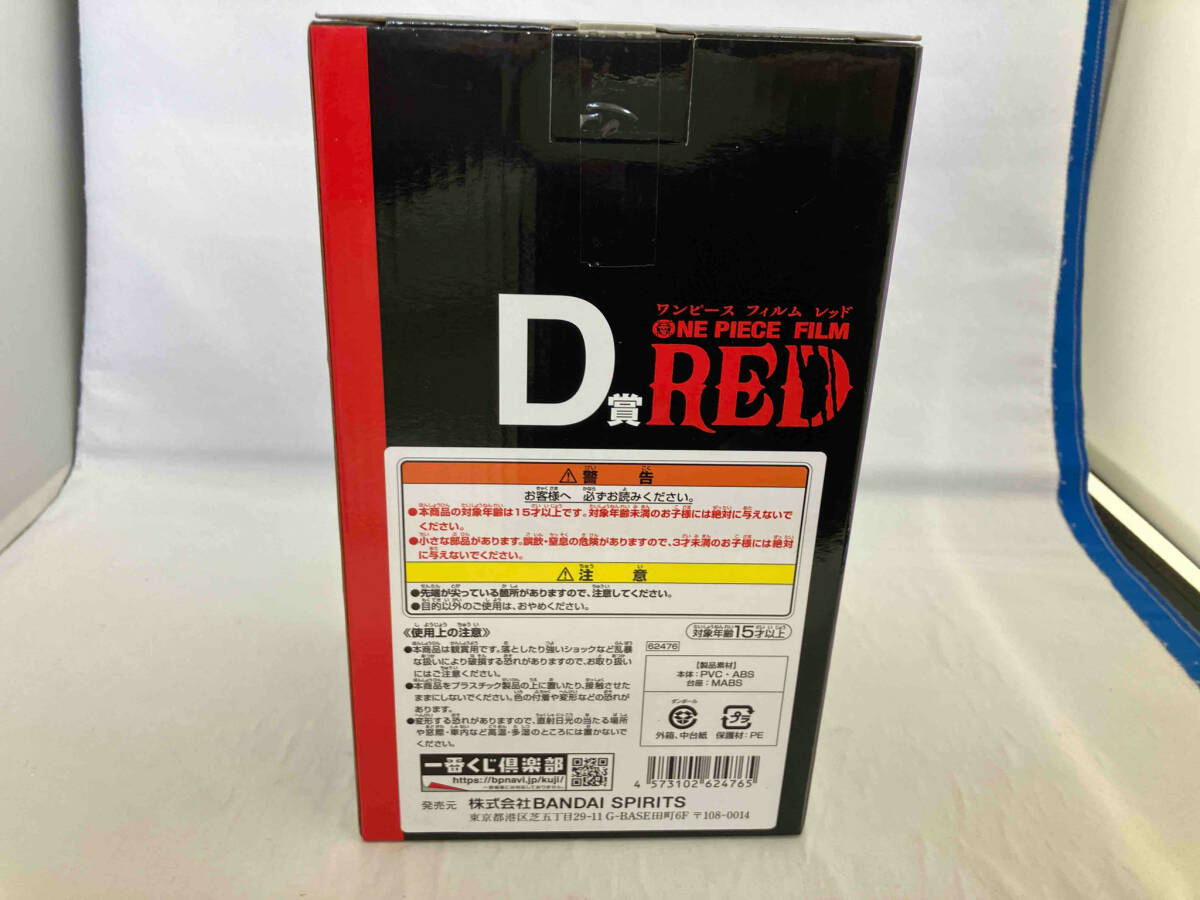 ワンピース フィルム レッド
ONE PIECE FILM
RED
D賞
⚠警告
お客様へ 必ずお読みください。
●本商品の対象年齢は15才以上です。対象年齢未満のお子様には絶対に与えないで
ください。
●小さな部品があります。誤飲・窒息の危険がありますので、3才未満のお子様には絶対
に与えないでください。
⚠注意
●先端が尖っている箇所がありますので、注意してください。
●目的以外のご使用は、おやめください。
《使用上の注意》
●本商品は観賞用です。落としたり強いショックなど乱暴
な扱いにより破損する恐れがありますので、お取り扱い
にはご注意ください。
●本商品をプラスチック製品の上に置いたり、接触させた
ままにしないでください。色の付着や変形などの恐れが
あります。
●変形する恐れがありますので、直射日光の当たる場所
や窓際・車内など高温・多湿のところには置かないで
ください。
対象年齢15才以上
62476
【製品素材】
本体:PVC・ABS
台座:MABS
ダンボール
外箱、中台紙
プラ
保護材:PE
一番くじ倶楽部
https://bpnavi.jp/kuji/
4 573102 624765
発売元 株式会社BANDAI SPIRITS
東京都港区芝五丁目29-11 G-BASE田町6F 〒108-0014